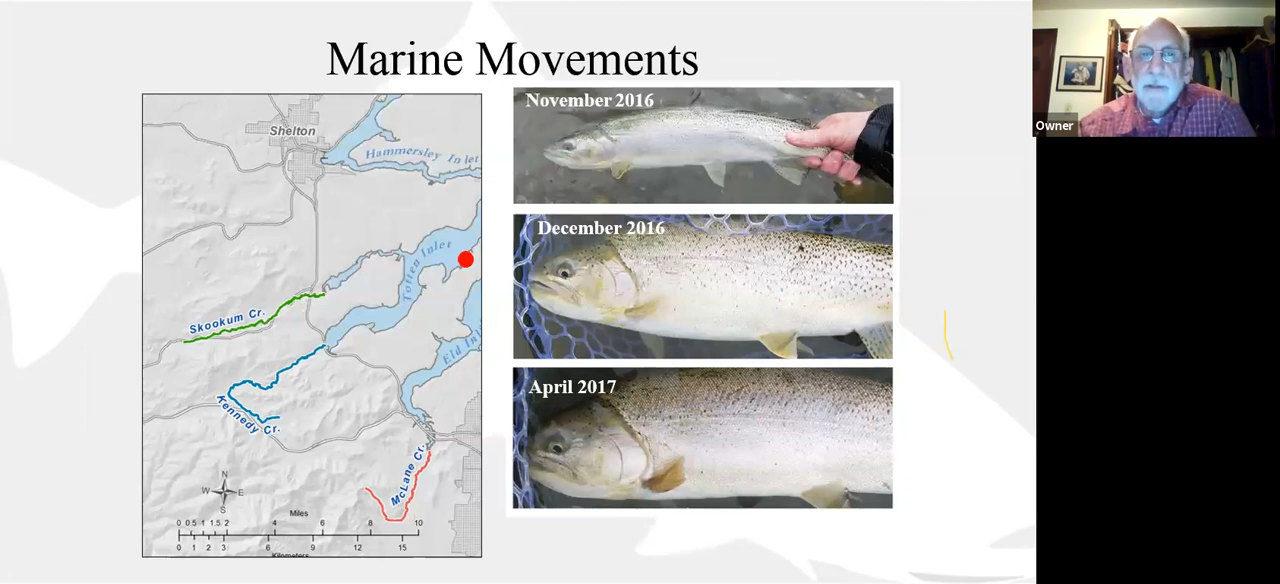 Marine Movements
Shelton
Hammersley Inlet
Totten Inlet
Skookum Cr.
Eld Inl
Kennedy Cr.
McLane Cr.
N
W E
S
Miles
0 0.5 1 1.5 2 4 6 8 10
0 1 2 3 6 9 12 15
Kilometers
November 2016
December 2016
April 2017
Owner